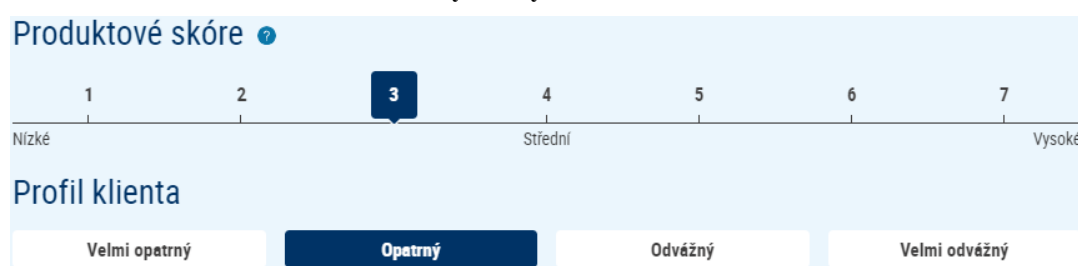 Produktové skóre ?
1 2 3 4 5 6 7
Nízké Střední Vysoké
Profil klienta
Velmi opatrný Opatrný Odvážný Velmi odvážný